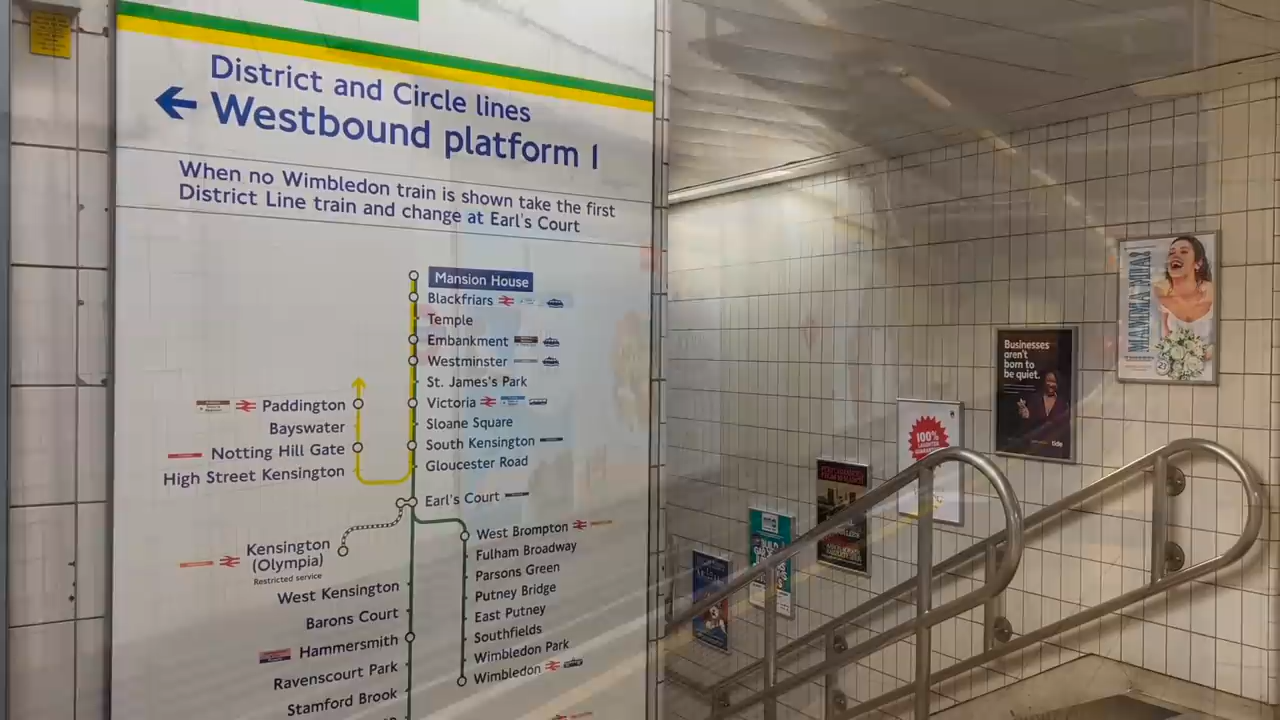 District and Circle lines
Westbound platform 1
When no Wimbledon train is shown take the first
District Line train and change at Earl's Court
Mansion House
Blackfriars
Temple
Embankment
Westminster
St. James's Park
Victoria
Sloane Square
South Kensington
Gloucester Road
Paddington
Bayswater
Notting Hill Gate
High Street Kensington
Earl's Court
Kensington
(Olympia)
Restricted service
West Kensington
Barons Court
Hammersmith
Ravenscourt Park
Stamford Brook
West Brompton
Fulham Broadway
Parsons Green
Putney Bridge
East Putney
Southfields
Wimbledon Park
Wimbledon
100%
Businesses
aren't
born to
be quiet.
tide
MAMMA MIA!